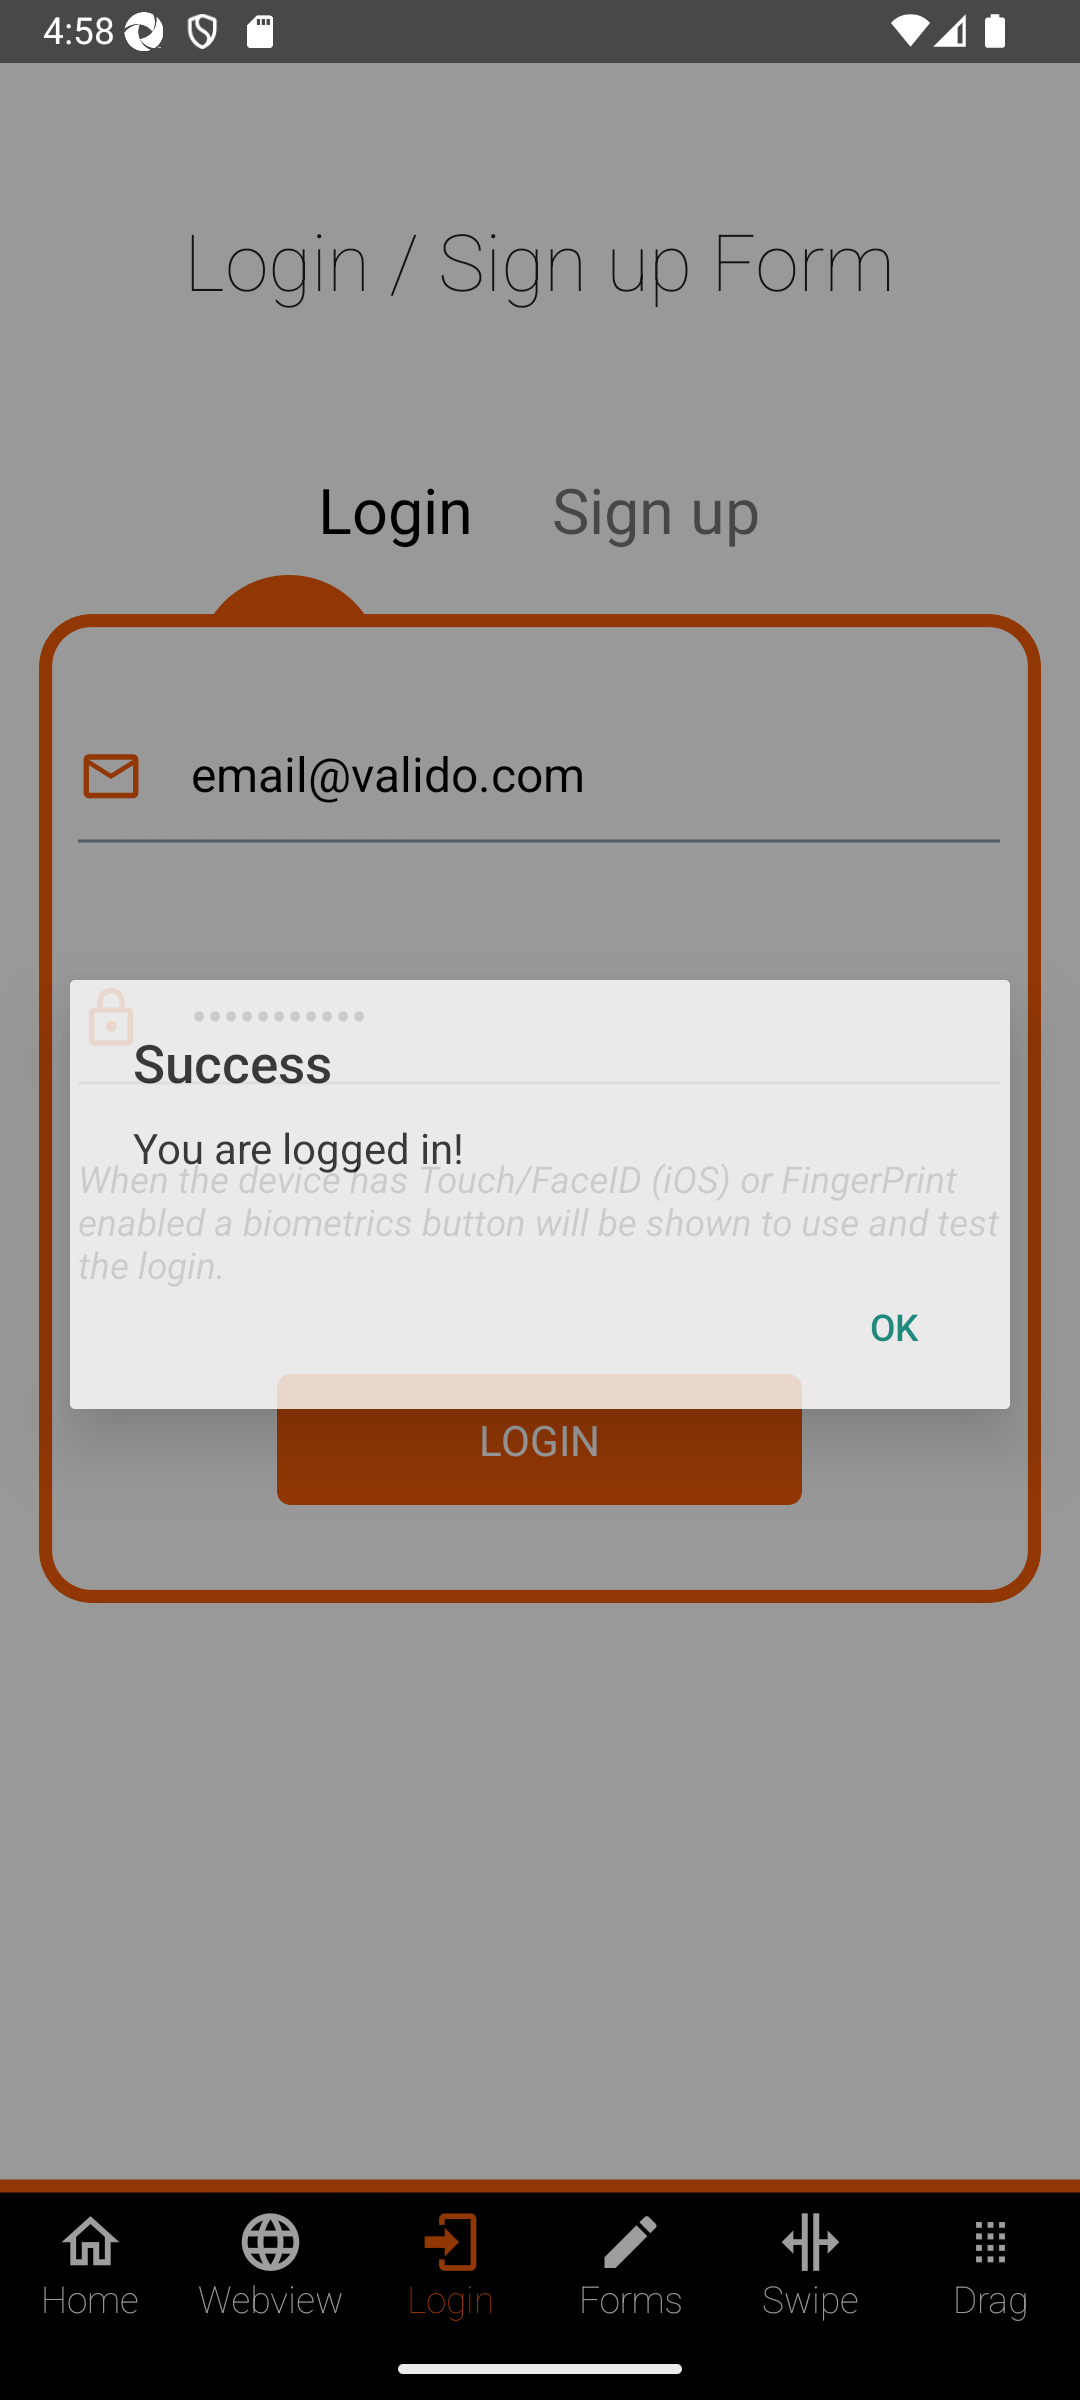 4:58
Login / Sign up Form
Login
Sign up
email@valido.com
•••••••••••
Success
You are logged in!
When the device has Touch/FaceID (iOS) or FingerPrint
enabled a biometrics button will be shown to use and test
the login.
OK
LOGIN
Home
Webview
Login
Forms
Swipe
Drag